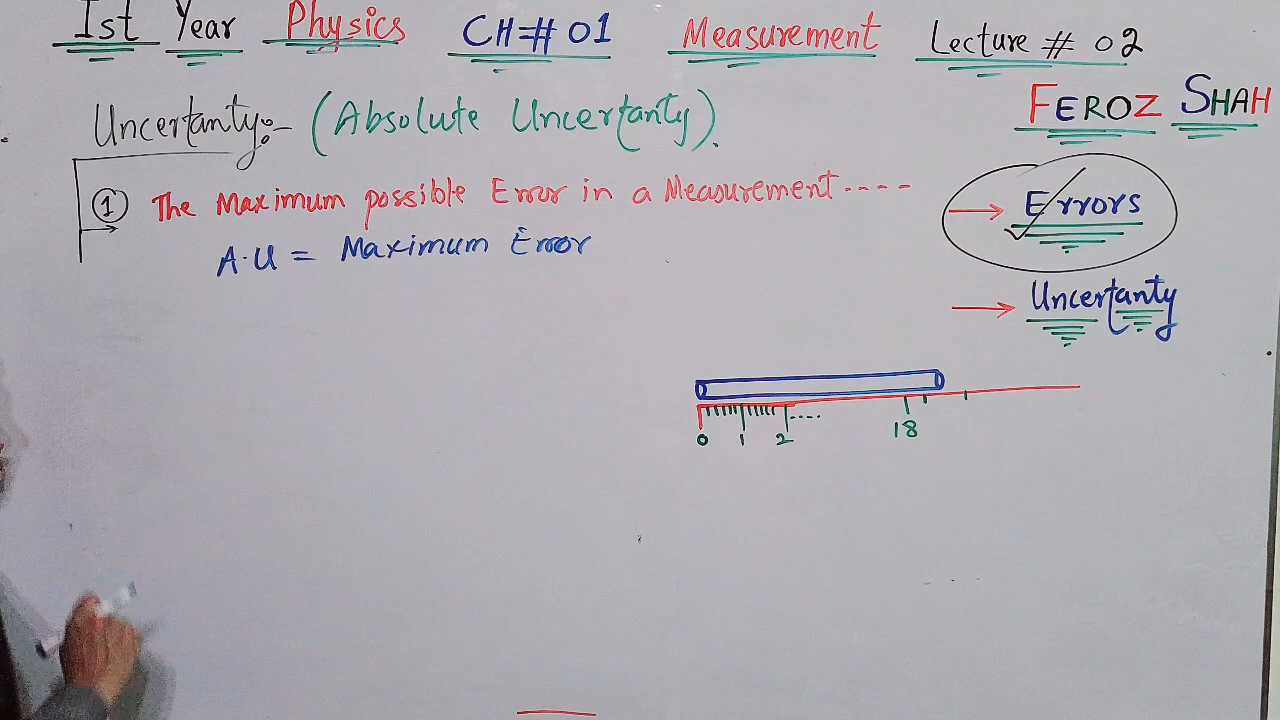 Ist Year Physics CH# 01 Measurement Lecture # 02
FEROZ SHAH
Uncertanty:- (Absolute Uncertanty).
1 The Maximum possible Error in a Measurement ----
A.U = Maximum Error
→ Errors
→ Uncertanty
0 1 2 .... 18